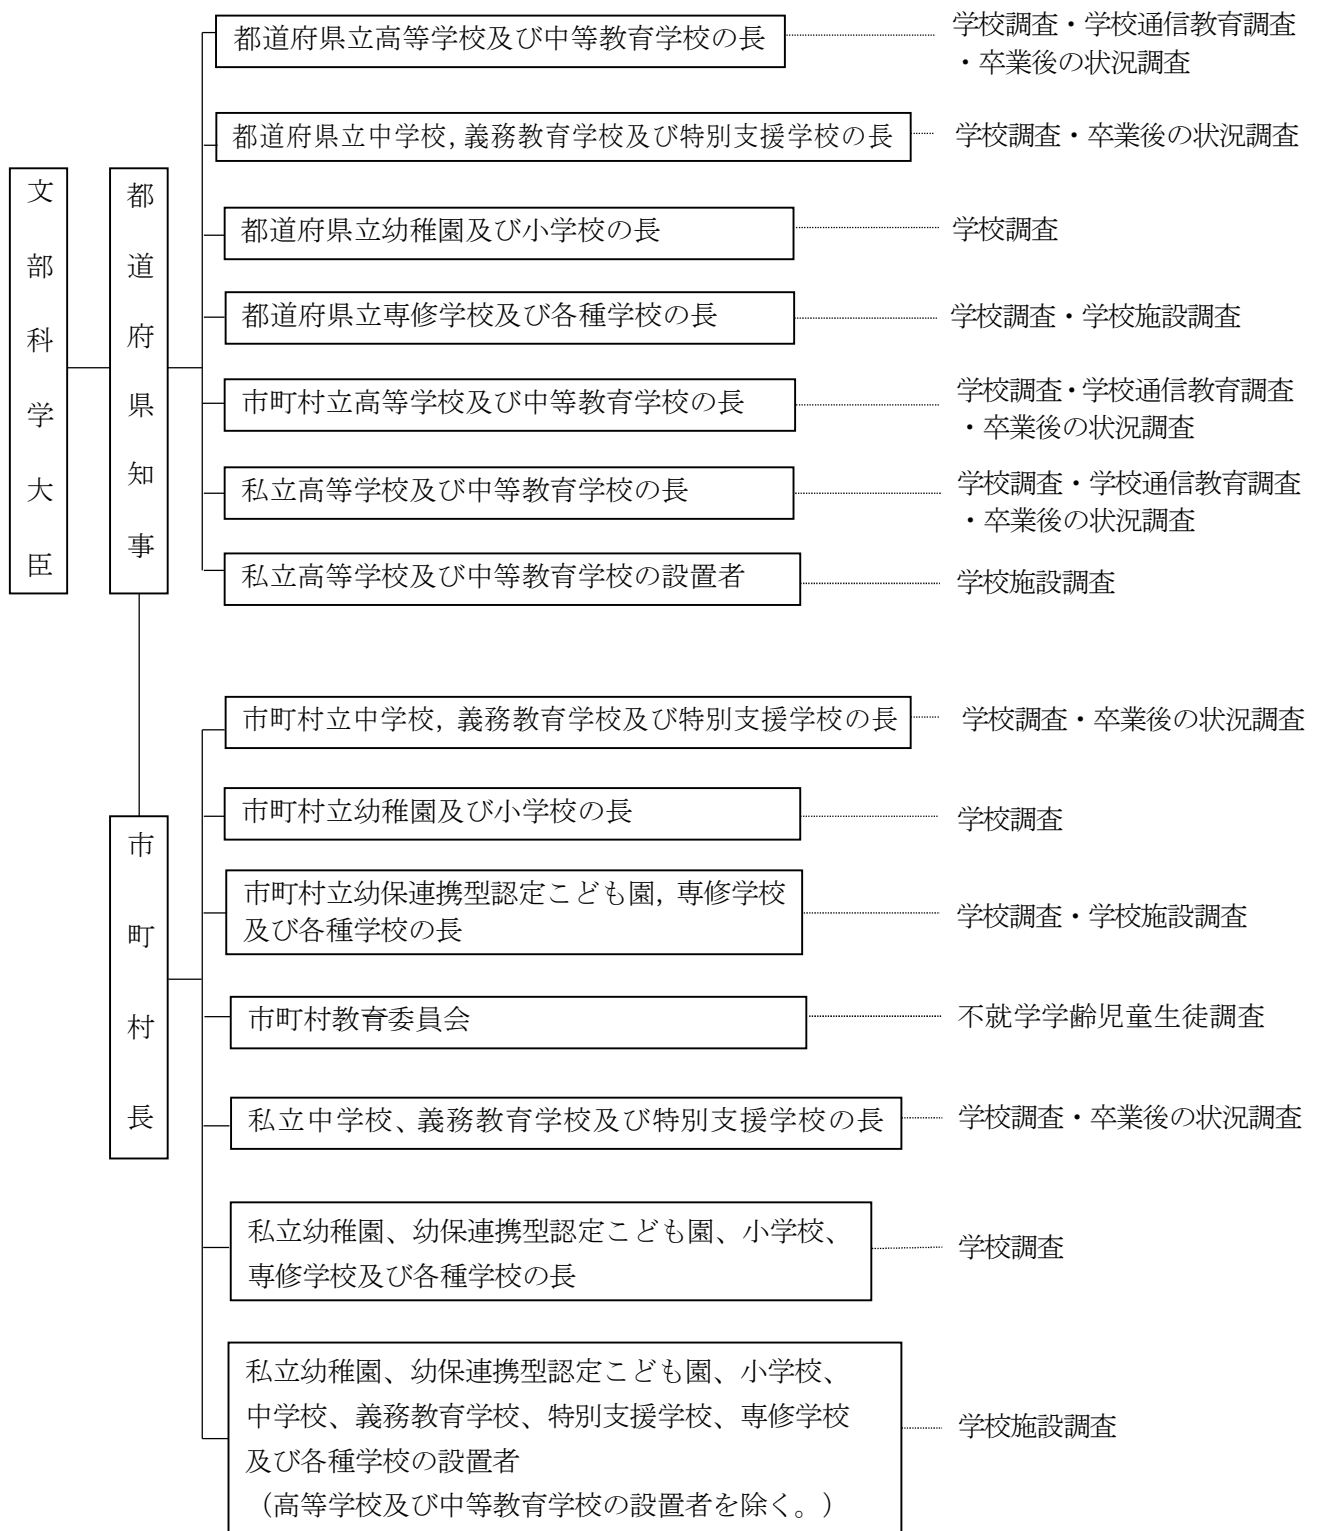 文部科学大臣
都道府県知事
都道府県立高等学校及び中等教育学校の長
学校調査・学校通信教育調査
・卒業後の状況調査
都道府県立中学校,義務教育学校及び特別支援学校の長
学校調査・卒業後の状況調査
都道府県立幼稚園及び小学校の長
学校調査
都道府県立専修学校及び各種学校の長
学校調査・学校施設調査
市町村立高等学校及び中等教育学校の長
学校調査・学校通信教育調査
・卒業後の状況調査
私立高等学校及び中等教育学校の長
学校調査・学校通信教育調査
・卒業後の状況調査
私立高等学校及び中等教育学校の設置者
学校施設調査
市町村長
市町村立中学校,義務教育学校及び特別支援学校の長
学校調査・卒業後の状況調査
市町村立幼稚園及び小学校の長
学校調査
市町村立幼保連携型認定こども園,専修学校
及び各種学校の長
学校調査・学校施設調査
市町村教育委員会
不就学学齢児童生徒調査
私立中学校、義務教育学校及び特別支援学校の長
学校調査・卒業後の状況調査
私立幼稚園、幼保連携型認定こども園、小学校、
専修学校及び各種学校の長
学校調査
私立幼稚園、幼保連携型認定こども園、小学校、
中学校、義務教育学校、特別支援学校、専修学校
及び各種学校の設置者
（高等学校及び中等教育学校の設置者を除く。）
学校施設調査